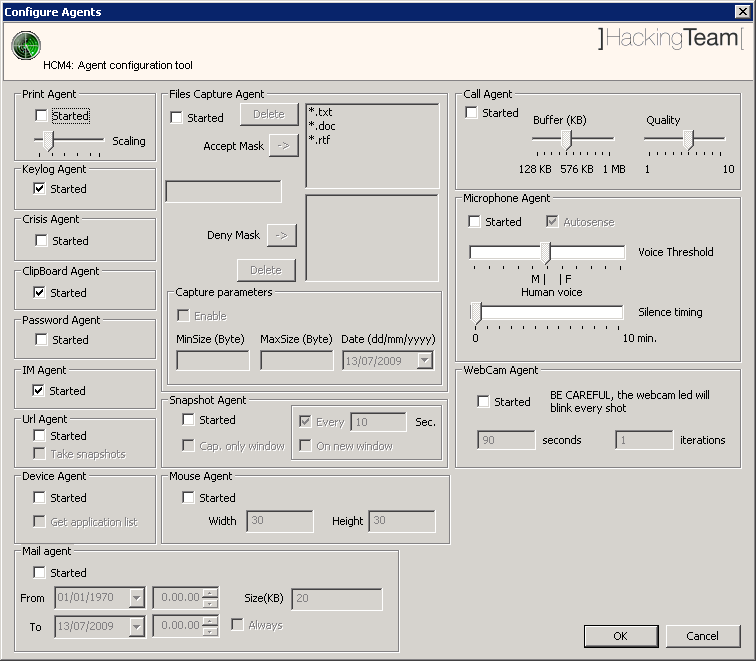 Configure Agents
]HackingTeam[
HCM4: Agent configuration tool
Print Agent
Started
Scaling
Keylog Agent
Started
Crisis Agent
Started
ClipBoard Agent
Started
Password Agent
Started
IM Agent
Started
Url Agent
Started
Take snapshots
Device Agent
Started
Get application list
Files Capture Agent
Started
Delete
Accept Mask
->
*.txt
*.doc
*.rtf
Deny Mask
->
Delete
Capture parameters
Enable
MinSize (Byte) MaxSize (Byte) Date (dd/mm/yyyy)
13/07/2009
Snapshot Agent
Started
Every 10 Sec.
Cap. only window
On new window
Mouse Agent
Started
Width 30 Height 30
Call Agent
Started
Buffer (KB) Quality
128 KB 576 KB 1 MB 1 10
Microphone Agent
Started
Autosense
Voice Threshold
M | | F
Human voice
Silence timing
0 10 min.
WebCam Agent
Started
BE CAREFUL, the webcam led will
blink every shot
90 seconds 1 iterations
Mail agent
Started
From 01/01/1970 0.00.00 Size(KB) 20
To 13/07/2009 0.00.00 Always
OK Cancel